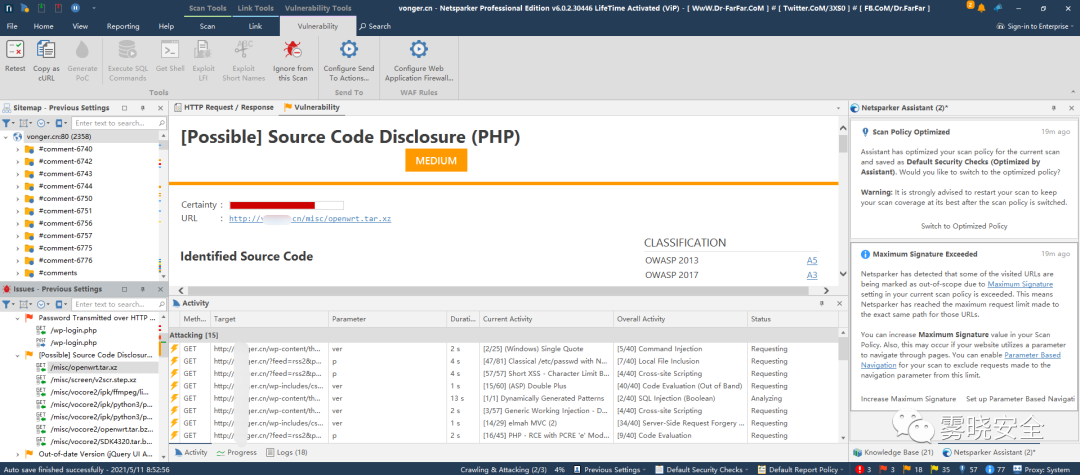 Scan Tools Link Tools Vulnerability Tools
vonger.cn - Netsparker Professional Edition v6.0.2.30446 LifeTime Activated (ViP) - [ WwW.Dr-FarFar.CoM ] # [ Twitter.CoM/3XS0 ] # [ FB.CoM/Dr.FarFar ]
2
File Home View Reporting Help Scan Link Vulnerability Search
Sign-in to Enterprise
Retest
Copy as cURL
Generate PoC
Execute SQL Commands
Get Shell
Exploit LFI
Exploit Short Names
Ignore from this Scan
Configure Send To Actions...
Configure Web Application Firewall...
Tools
Send To
WAF Rules
Sitemap - Previous Settings
Enter text to search...
vonger.cn:80 (2358)
#comment-6740
#comment-6742
#comment-6743
#comment-6744
#comment-6750
#comment-6751
#comment-6756
#comment-6757
#comment-6775
#comment-6776
#comments
Issues - Previous Settings
Enter text to search...
Password Transmitted over HTTP ...
GET /wp-login.php
POST /wp-login.php
[Possible] Source Code Disclosur...
GET /misc/openwrt.tar.xz
GET /misc/screen/v2scr.step.xz
GET /misc/vocore2/ipk/ffmpeg/li...
GET /misc/vocore2/ipk/python3/p...
GET /misc/vocore2/ipk/python3/p...
GET /misc/vocore2/openwrt.tar.bz...
GET /misc/vocore2/SDK4320.tar.b...
Out-of-date Version (jQuery UI A...
HTTP Request / Response
Vulnerability
[Possible] Source Code Disclosure (PHP)
MEDIUM
Certainty :
URL : http://v cn/misc/openwrt.tar.xz
Identified Source Code
CLASSIFICATION
OWASP 2013 A5
OWASP 2017 A3
Activity
Meth... Target Parameter Durati... Current Activity Overall Activity Status
Attacking (15)
GET http:// ger.cn/wp-content/th... ver 2 s [2/25] (Windows) Single Quote [5/40] Command Injection Requesting
GET http:// ger.cn/?feed=rss2&p... p 4 s [47/81] Classical /etc/passwd with N... [7/40] Local File Inclusion Requesting
GET http:// ger.cn/?feed=rss2&p... p 4 s [57/57] Short XSS - Character Limit B... [4/40] Cross-site Scripting Requesting
GET http:// ger.cn/wp-includes/cs... ver 1 s [15/60] (ASP) Double Plus [40/40] Code Evaluation (Out of Band) Requesting
GET http:// ger.cn/wp-content/th... ver 13 s [1/1] Dynamically Generated Patterns [2/40] SQL Injection (Boolean) Analyzing
GET http:// ger.cn/?feed=rss2&p... p 2 s [3/57] Generic Working Injection - D... [4/40] Cross-site Scripting Requesting
GET http:// ger.cn/wp-includes/cs... ver 1 s [14/29] elmah MVC (2) [34/40] Server-Side Request Forgery ... Requesting
GET http:// ger.cn/?feed=rss2&p... p 2 s [16/45] PHP - RCE with PCRE 'e' Mod... [9/40] Code Evaluation Requesting
Activity Progress Logs (18)
Netsparker Assistant (2)*
Scan Policy Optimized 19m ago
Assistant has optimized your scan policy for the current scan
and saved as Default Security Checks (Optimized by
Assistant). Would you like to switch to the optimized policy?
Warning: It is strongly advised to restart your scan to keep
your scan coverage at its best after the scan policy is switched.
Switch to Optimized Policy
Maximum Signature Exceeded 19m ago
Netsparker has detected that some of the visited URLs are
being marked as out-of-scope due to Maximum Signature
setting in your current scan policy is exceeded. This means
Netsparker has reached the maximum request limit made to
the exact same path for those URLs.
You can increase Maximum Signature value in your Scan
Policy. Also, this may occur if your website utilizes a parameter
to navigate through pages. You can enable Parameter Based
Navigation for your scan to exclude requests made to the
navigation parameter from this limit.
Increase Maximum Signature Set up Parameter Based Navigati
雾晓安全
Knowledge Base (21) Netsparker Assistant (2)*
Auto save finished successfully - 2021/5/11 8:52:56
Crawling & Attacking (2/3) 4% Previous Settings Default Security Checks Default Report Policy 3 3 18 35 57 77 Proxy: System